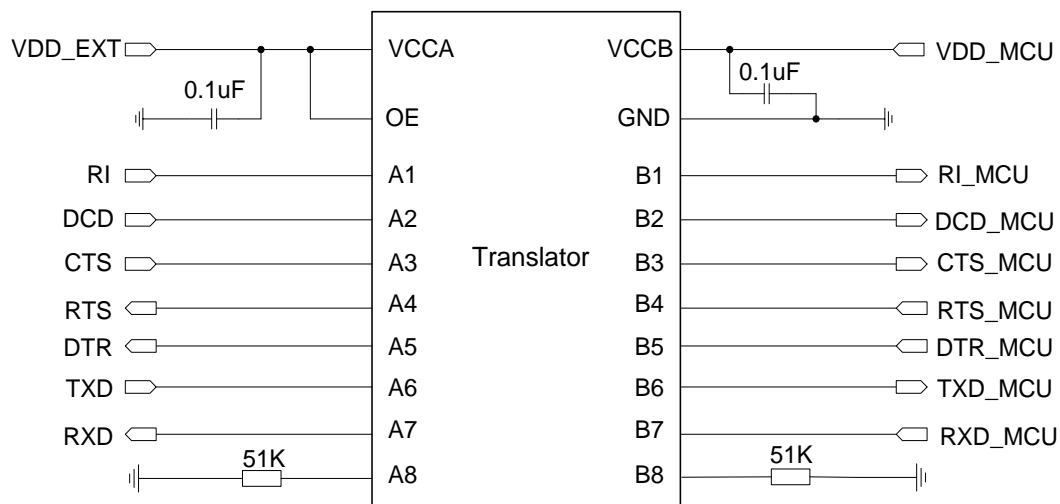 VDD_EXT VCCA VCCB VDD_MCU
0.1uF 0.1uF
OE GND
RI A1 B1 RI_MCU
DCD A2 B2 DCD_MCU
CTS A3 Translator B3 CTS_MCU
RTS A4 B4 RTS_MCU
DTR A5 B5 DTR_MCU
TXD A6 B6 TXD_MCU
RXD A7 B7 RXD_MCU
51K A8 B8 51K